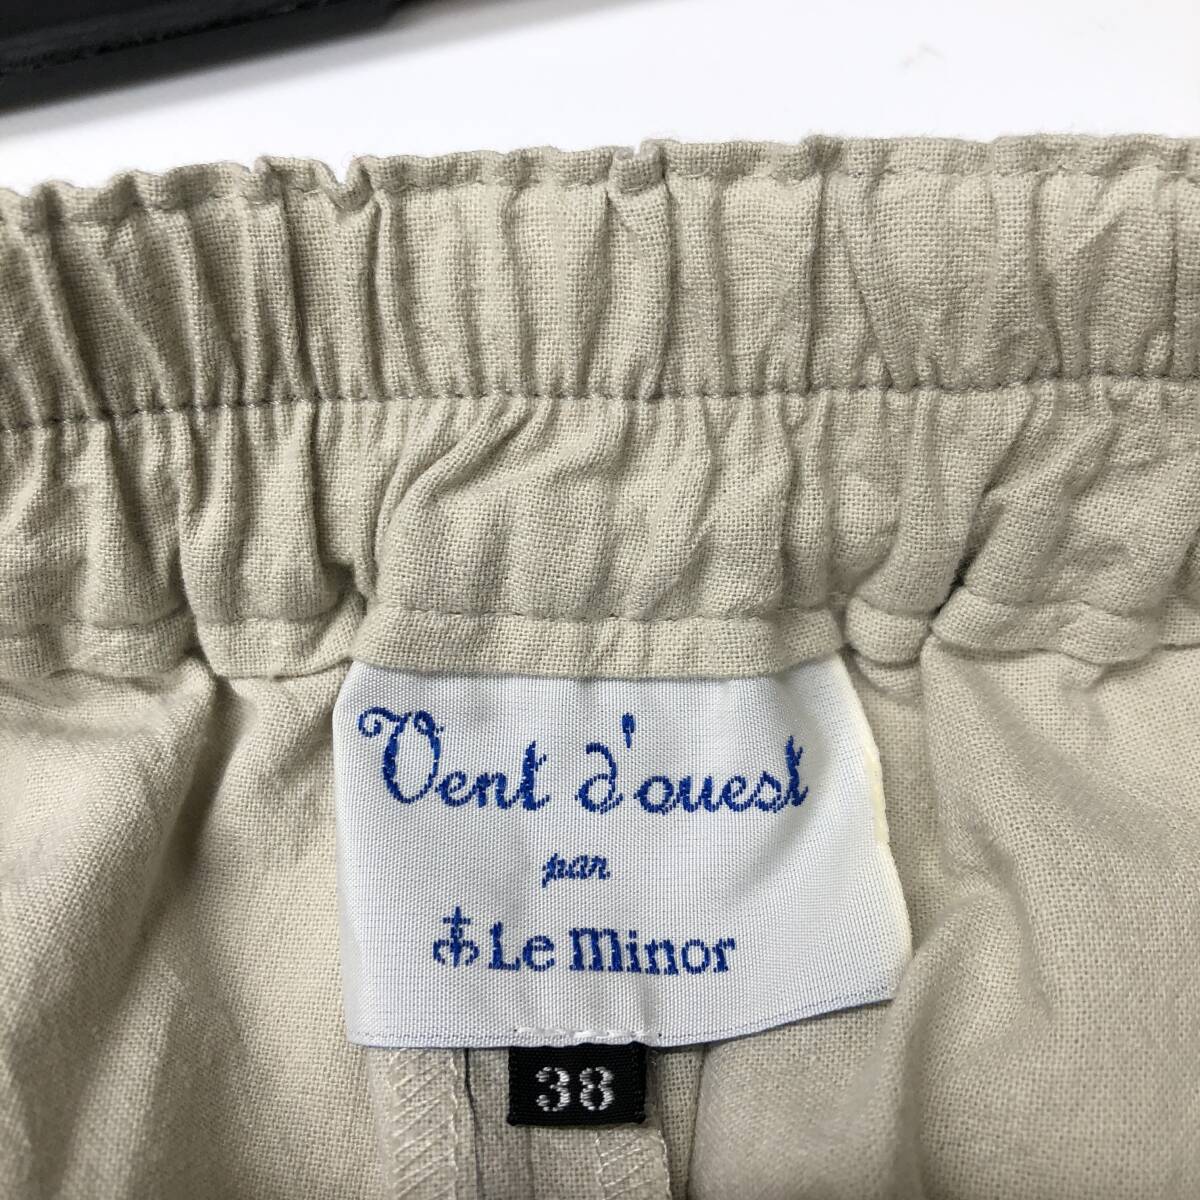 Vent d'ouest
par
Le minor
38